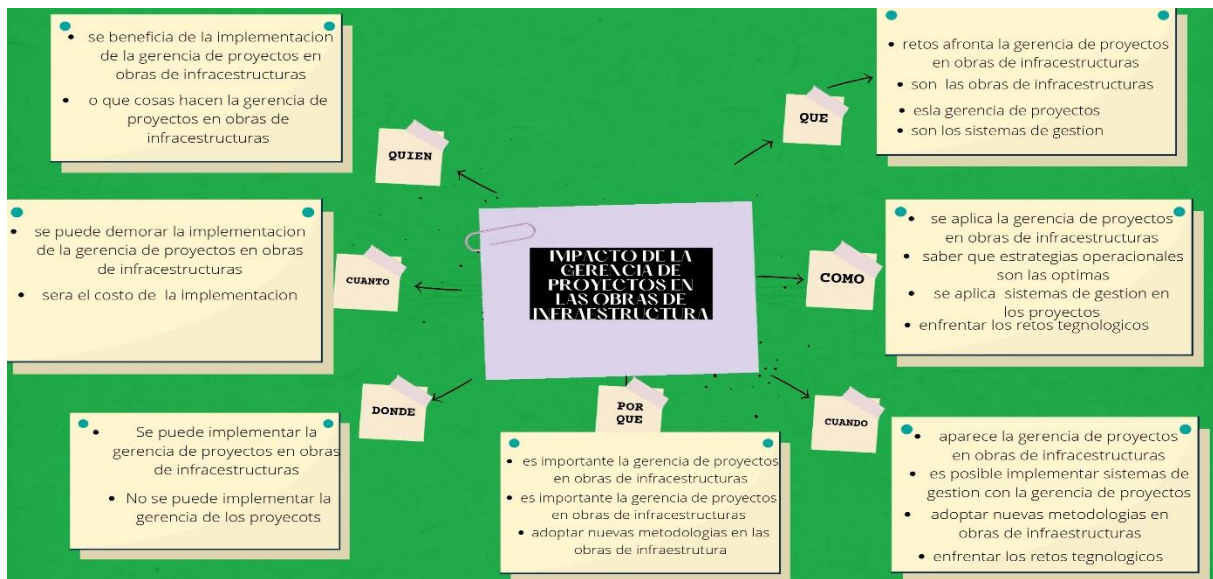 IMPACTO DE LA
GERENCIA DE
PROYECTOS EN
LAS OBRAS DE
INFRAESTRUCTURA
QUIEN
• se beneficia de la implementacion
de la gerencia de proyectos en
obras de infracestructuras
• o que cosas hacen la gerencia de
proyectos en obras de
infracestructuras
QUE
• retos afronta la gerencia de proyectos
en obras de infracestructuras
• son las obras de infracestructuras
• esla gerencia de proyectos
• son los sistemas de gestion
CUANTO
• se puede demorar la implementacion
de la gerencia de proyectos en obras
de infracestructuras
• sera el costo de la implementacion
COMO
• se aplica la gerencia de proyectos
en obras de infracestructuras
• saber que estrategias operacionales
son las optimas
• se aplica sistemas de gestion en
los proyectos
• enfrentar los retos tegnologicos
DONDE
• Se puede implementar la
gerencia de proyectos en obras
de infracestructuras
• No se puede implementar la
gerencia de los proyecots
POR
QUE
• es importante la gerencia de proyectos
en obras de infracestructuras
• es importante la gerencia de proyectos
en obras de infracestructuras
• adoptar nuevas metodologias en las
obras de infraestrutura
CUANDO
• aparece la gerencia de proyectos
en obras de infracestructuras
• es posible implementar sistemas de
gestion con la gerencia de proyectos
• adoptar nuevas metodologias en
obras de infraestructuras
• enfrentar los retos tegnologicos